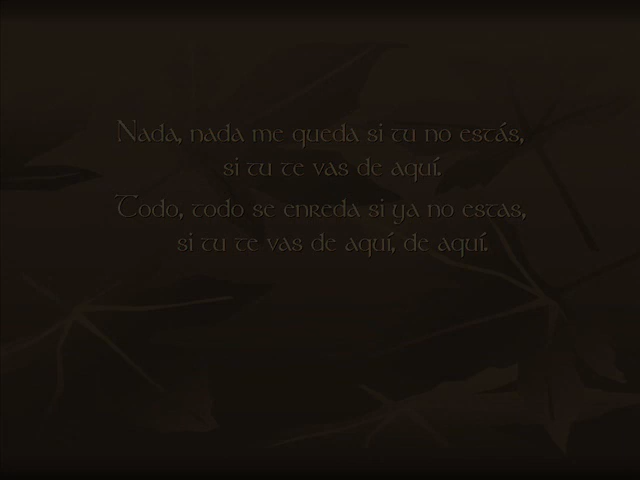 Nada, nada me queda si tu no estás,
si tu te vas de aquí.
Todo, todo se enreda si ya no estas,
si tu te vas de aquí, de aquí.